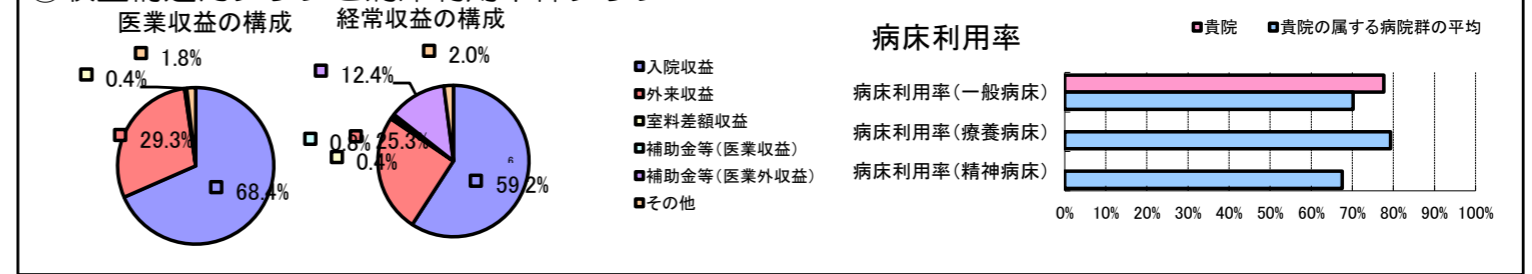 医業収益の構成
1.8%
0.4%
29.3%
68.4%
経常収益の構成
2.0%
12.4%
0.8%
25.3%
0.4%
59.2%
入院収益
外来収益
室料差額収益
補助金等(医業収益)
補助金等(医業外収益)
その他
病床利用率
貴院
貴院の属する病院群の平均
病床利用率(一般病床)
病床利用率(療養病床)
病床利用率(精神病床)
0% 10% 20% 30% 40% 50% 60% 70% 80% 90% 100%